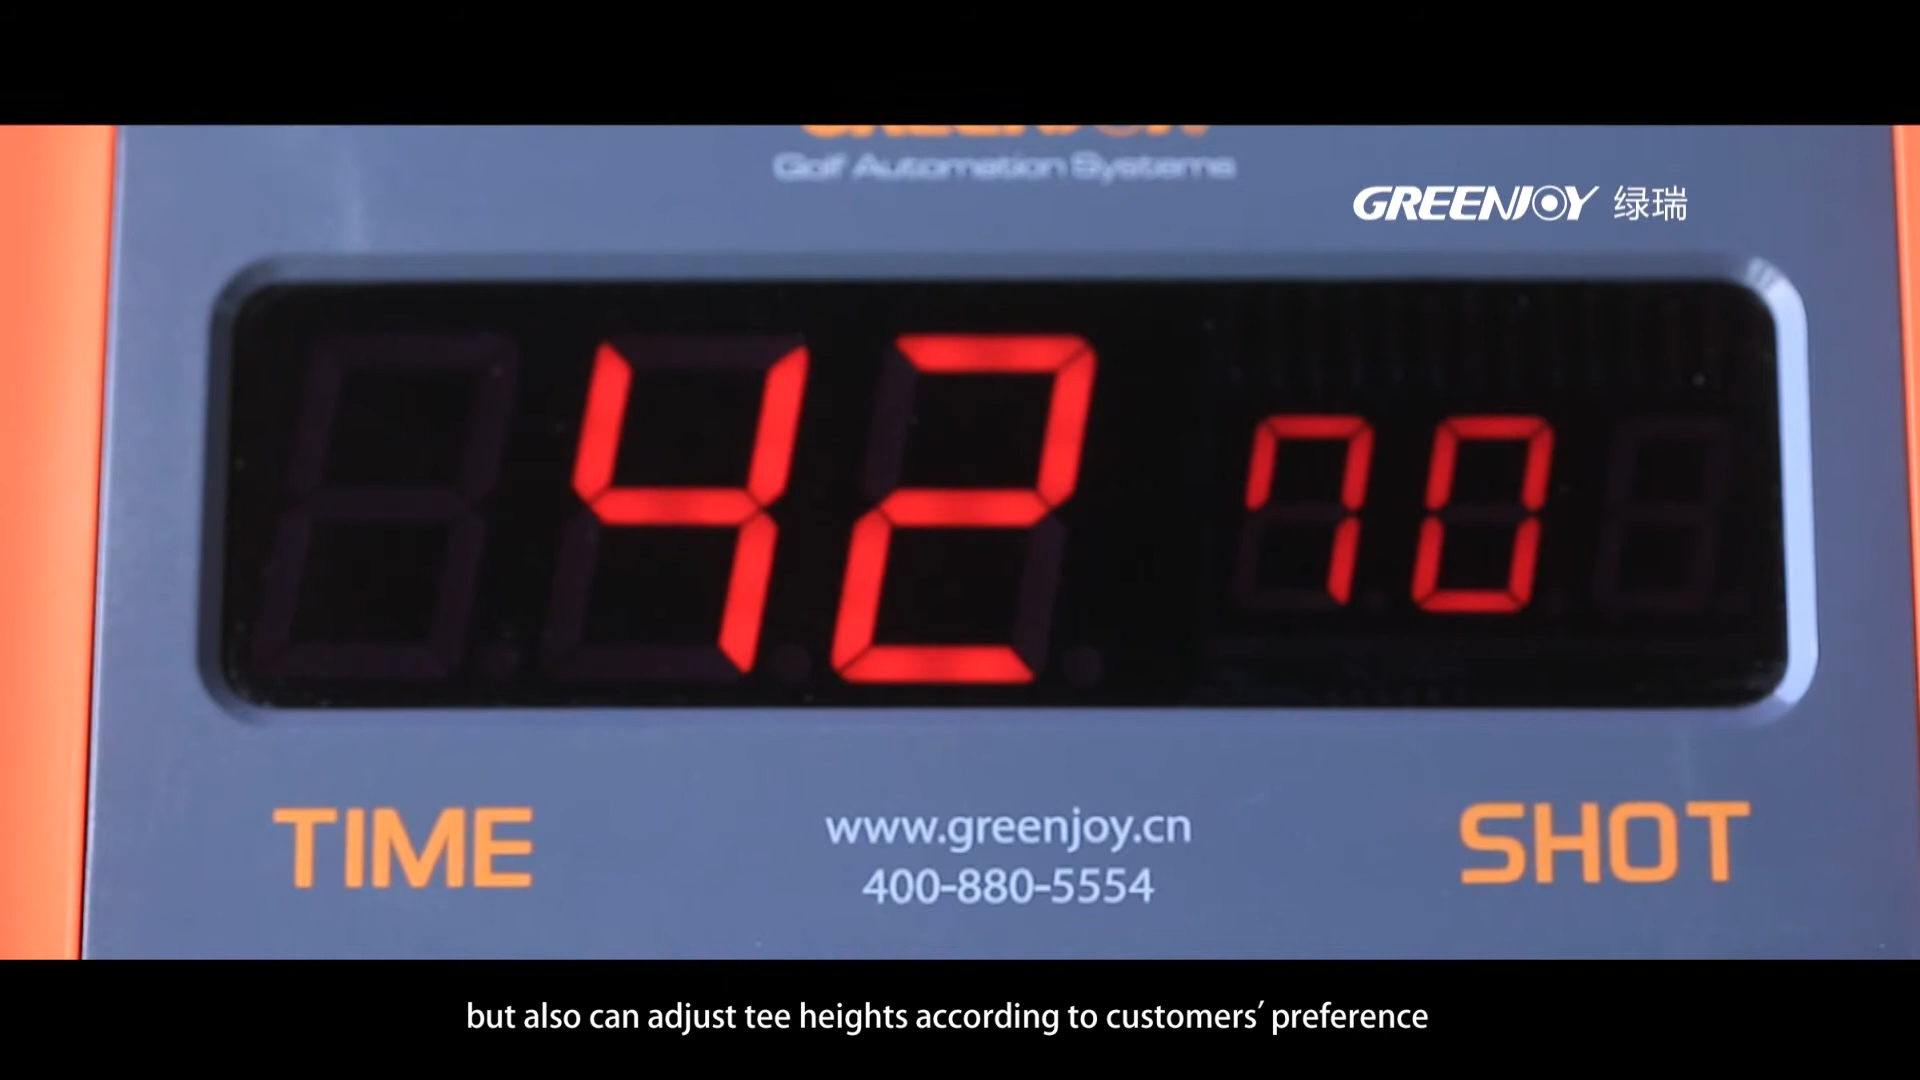 Golf Automation Systems
GREENJOY 绿瑞
42 70
TIME
www.greenjoy.cn
400-880-5554
SHOT
but also can adjust tee heights according to customers' preference